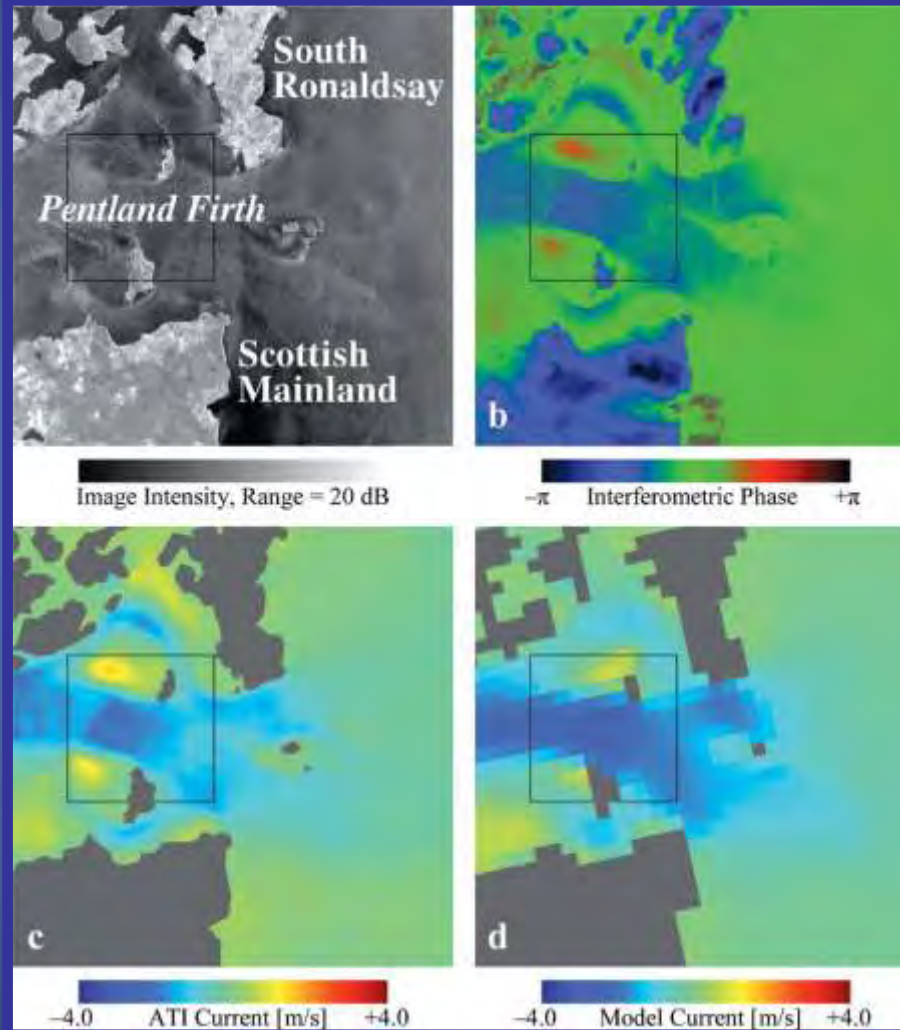 South
Ronaldsay
Pentland Firth
Scottish
Mainland
b
Image Intensity, Range = 20 dB
−π Interferometric Phase +π
c
d
−4.0 ATI Current [m/s] +4.0
−4.0 Model Current [m/s] +4.0